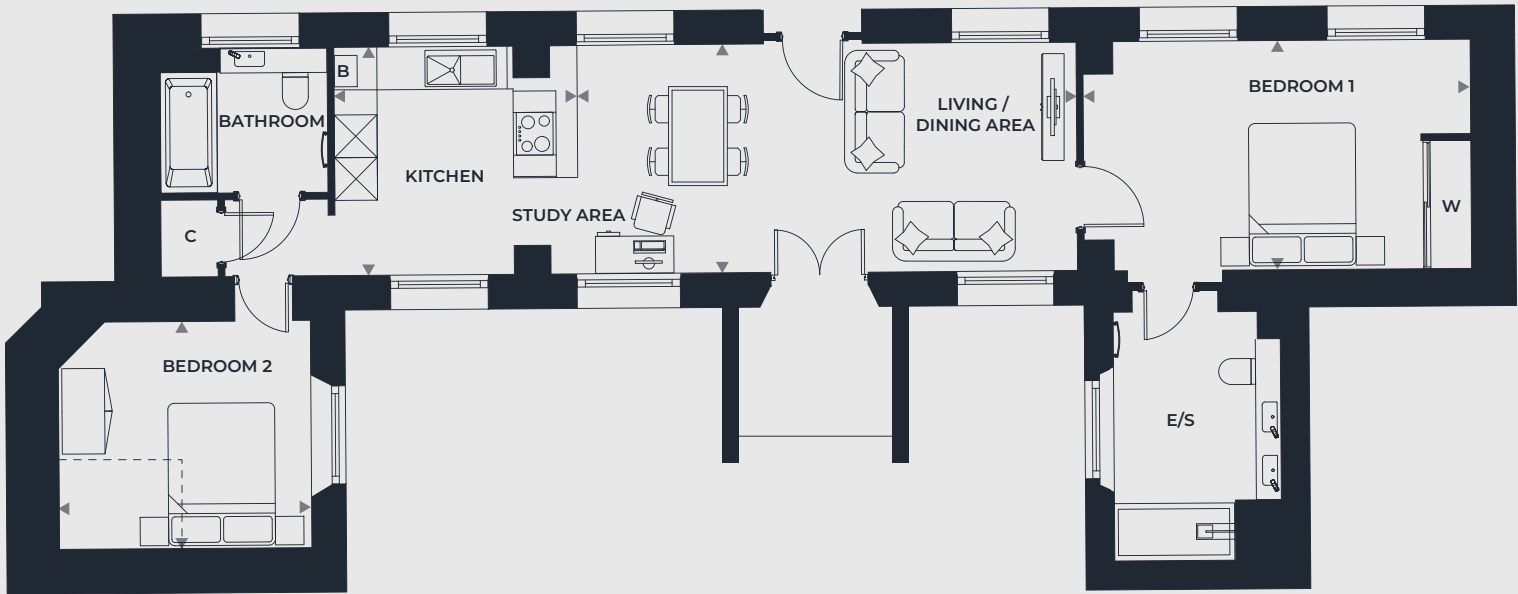 B
BATHROOM
KITCHEN
LIVING /
DINING AREA
BEDROOM 1
STUDY AREA
W
C
BEDROOM 2
E/S